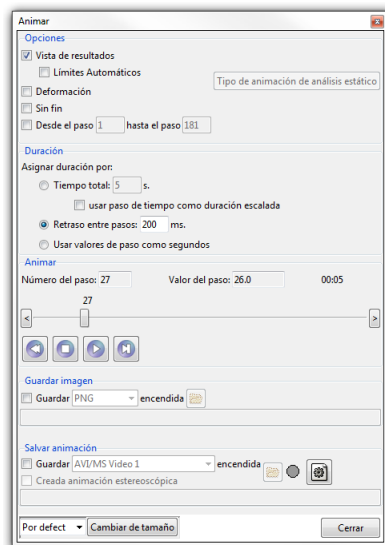 Animar
Opciones
Vista de resultados
Límites Automáticos
Tipo de animación de análisis estático
Deformación
Sin fin
Desde el paso 1 hasta el paso 181
Duración
Asignar duración por:
Tiempo total: 5 s.
usar paso de tiempo como duración escalada
Retraso entre pasos: 200 ms.
Usar valores de paso como segundos
Animar
Número del paso: 27 Valor del paso: 26.0 00:05
27
< >
Guardar imagen
Guardar PNG encendida
Salvar animación
Guardar AVI/MS Video 1 encendida
Creada animación estereoscópica
Por defect Cambiar de tamaño Cerrar